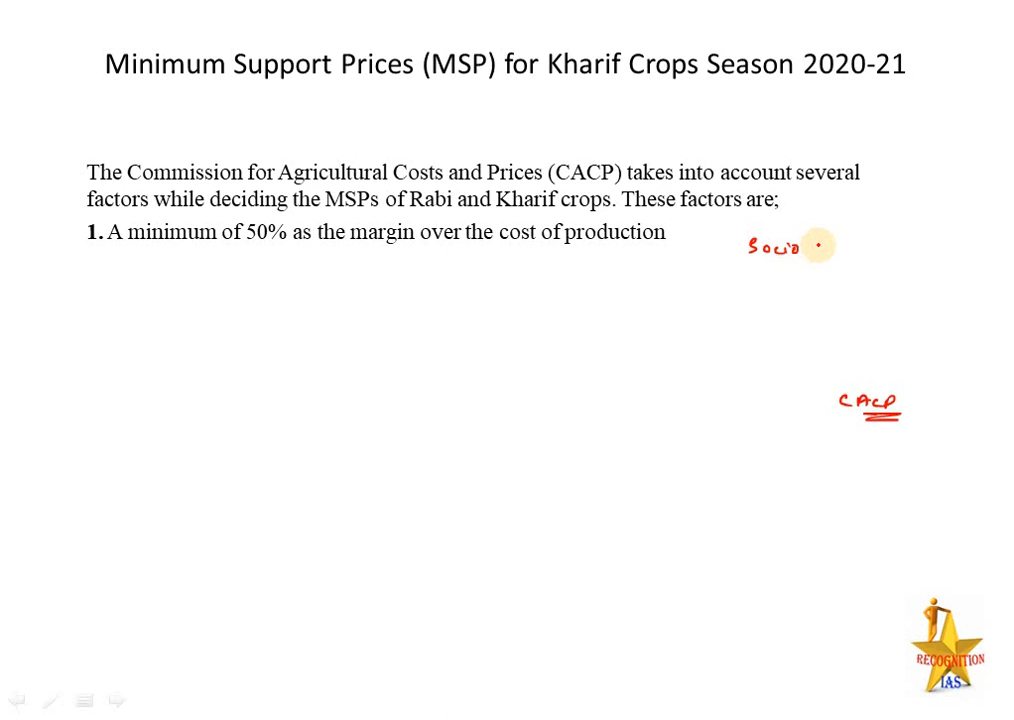 Minimum Support Prices (MSP) for Kharif Crops Season 2020-21
The Commission for Agricultural Costs and Prices (CACP) takes into account several
factors while deciding the MSPs of Rabi and Kharif crops. These factors are;
1. A minimum of 50% as the margin over the cost of production
Socio
CACP
RECOGNITION
IAS